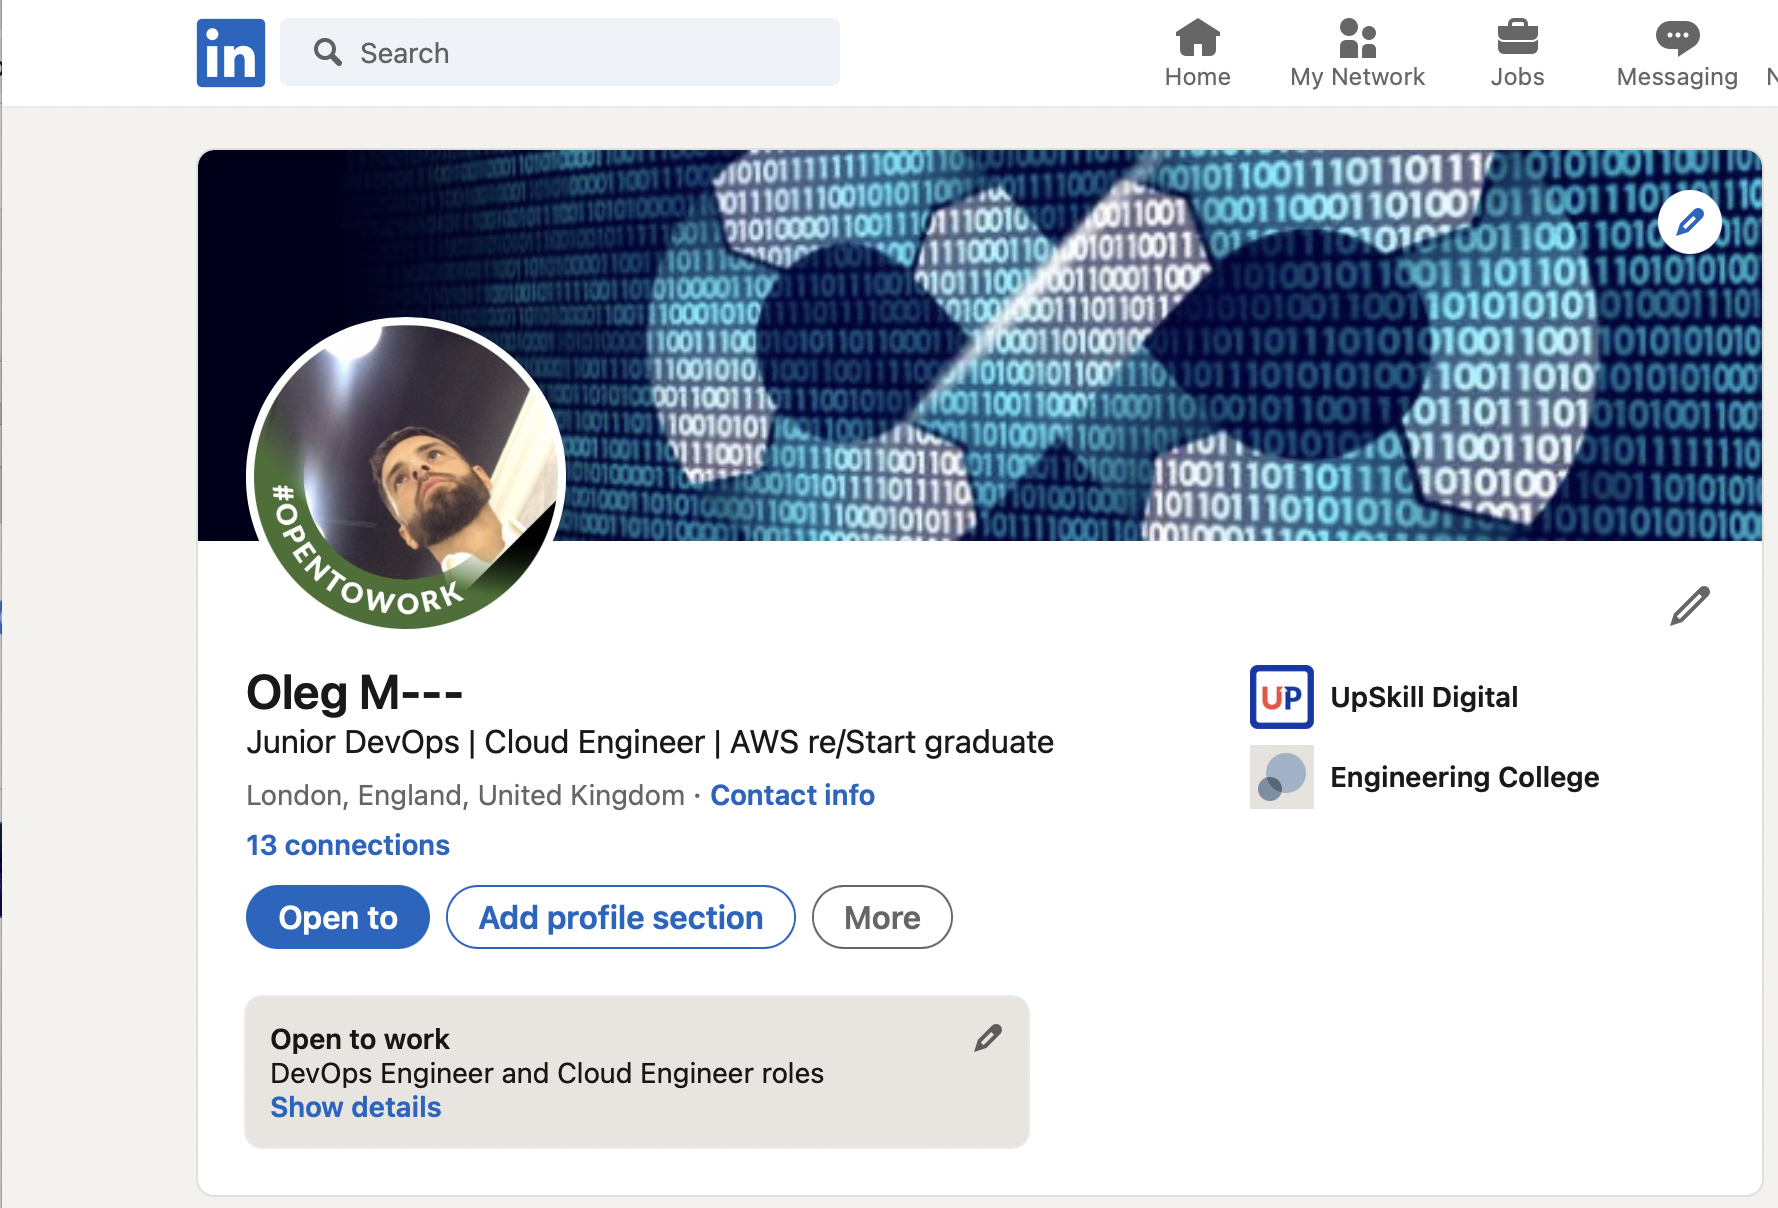 in
Search
Home
My Network
Jobs
Messaging
#OPENTOWORK
Oleg M---
Junior DevOps | Cloud Engineer | AWS re/Start graduate
London, England, United Kingdom · Contact info
13 connections
Open to
Add profile section
More
UP
UpSkill Digital
Engineering College
Open to work
DevOps Engineer and Cloud Engineer roles
Show details